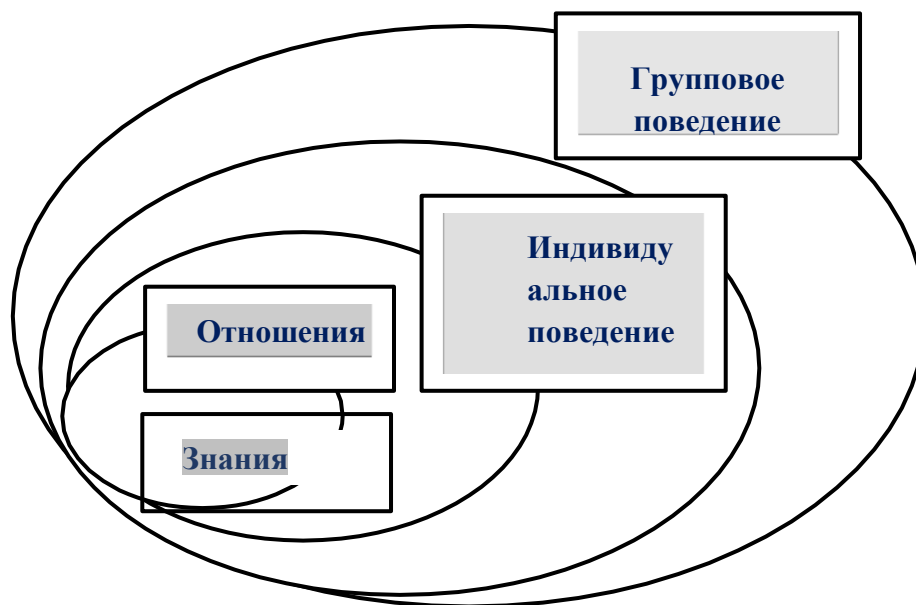 Групповое
поведение
Индивиду
альное
поведение
Отношения
Знания